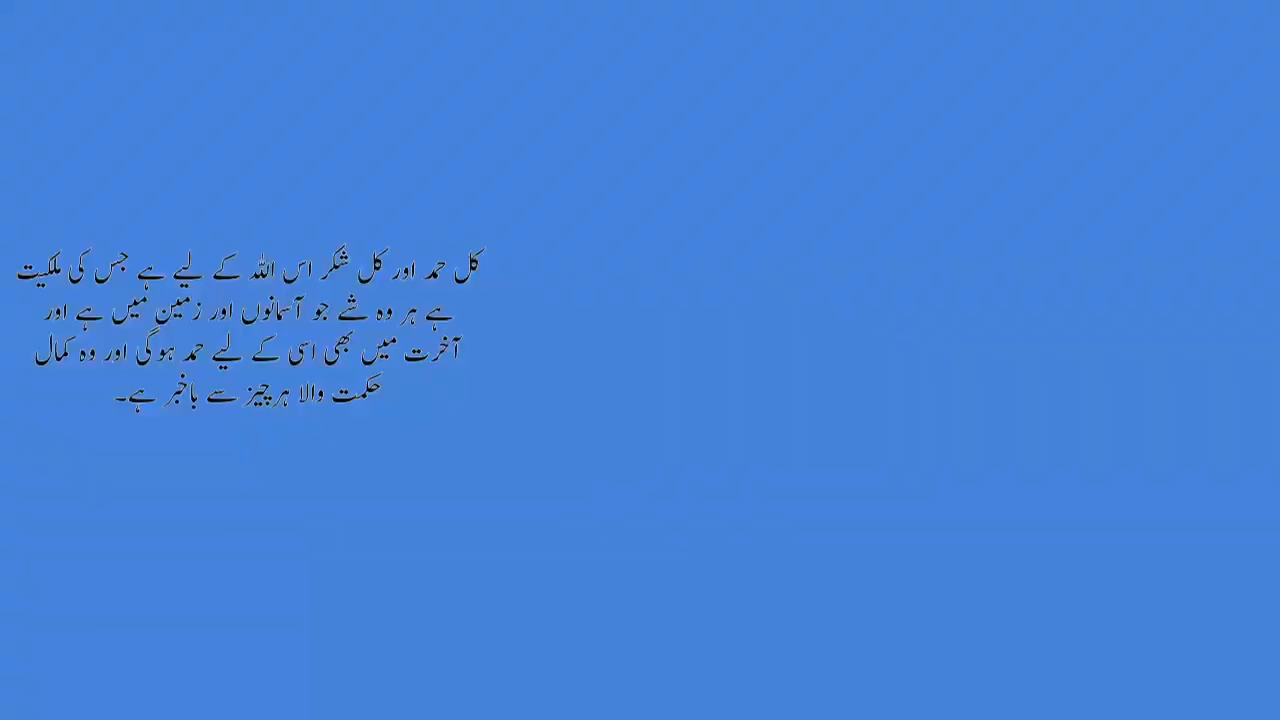 کل حمد اور کل شکر اس اللہ کے لیے ہے جس کی ملکیت
ہے ہر وہ شے جو آسمانوں اور زمین میں ہے اور
آخرت میں بھی اسی کے لیے حمد ہوگی اور وہ کمال
حکمت والا ہرچیز سے باخبر ہے۔